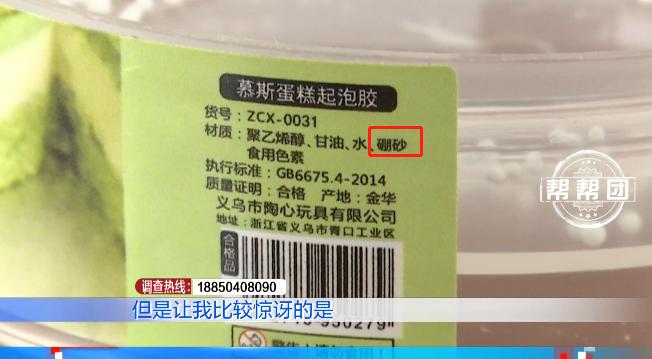 慕斯蛋糕起泡胶
货号：ZCX-0031
材质：聚乙烯醇、甘油、水、硼砂
食用色素
执行标准：GB6675.4-2014
质量证明：合格 产地：金华
义乌市陶心玩具有限公司
地址：浙江省义乌市青口工业区
合格品
帮帮团
调查热线：18850408090
但是让我比较惊讶的是